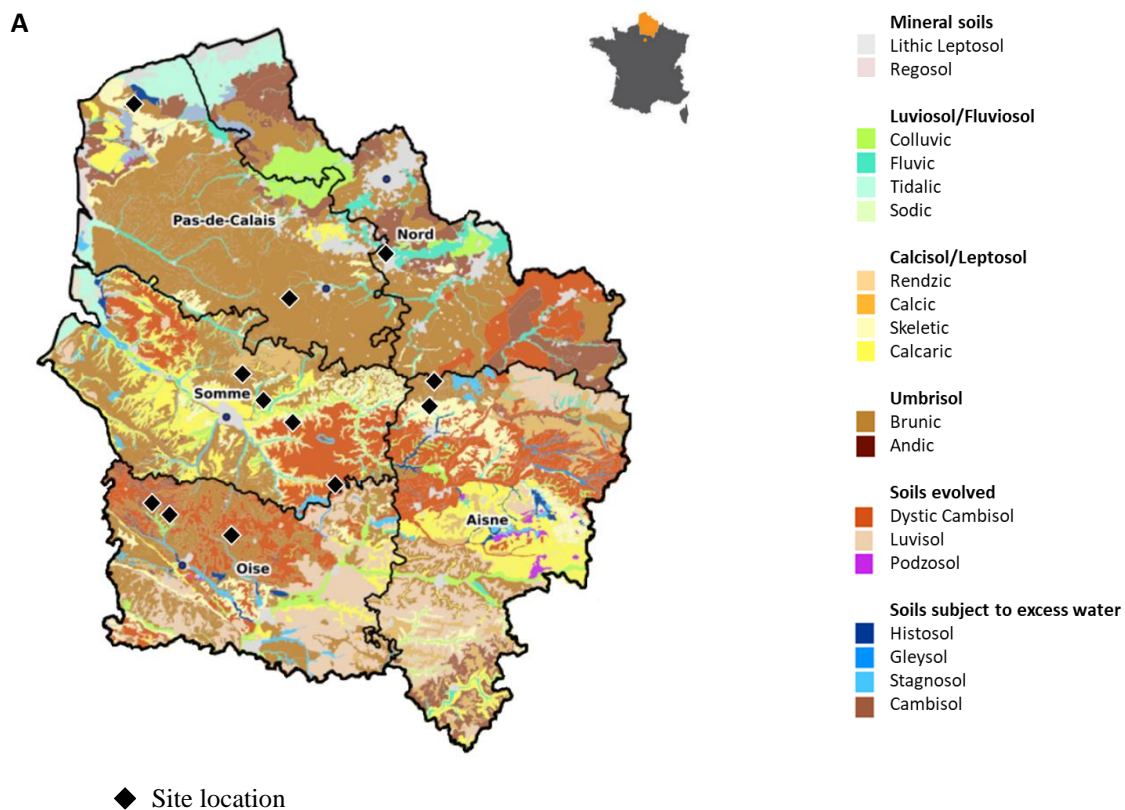 A
Pas-de-Calais
Nord
Somme
Aisne
Oise
Site location
Mineral soils
Lithic Leptosol
Regosol
Luviosol/Fluviosol
Colluvic
Fluvic
Tidalic
Sodic
Calcisol/Leptosol
Rendzic
Calcic
Skeletic
Calcaric
Umbrisol
Brunic
Andic
Soils evolved
Dystic Cambisol
Luvisol
Podzosol
Soils subject to excess water
Histosol
Gleysol
Stagnosol
Cambisol